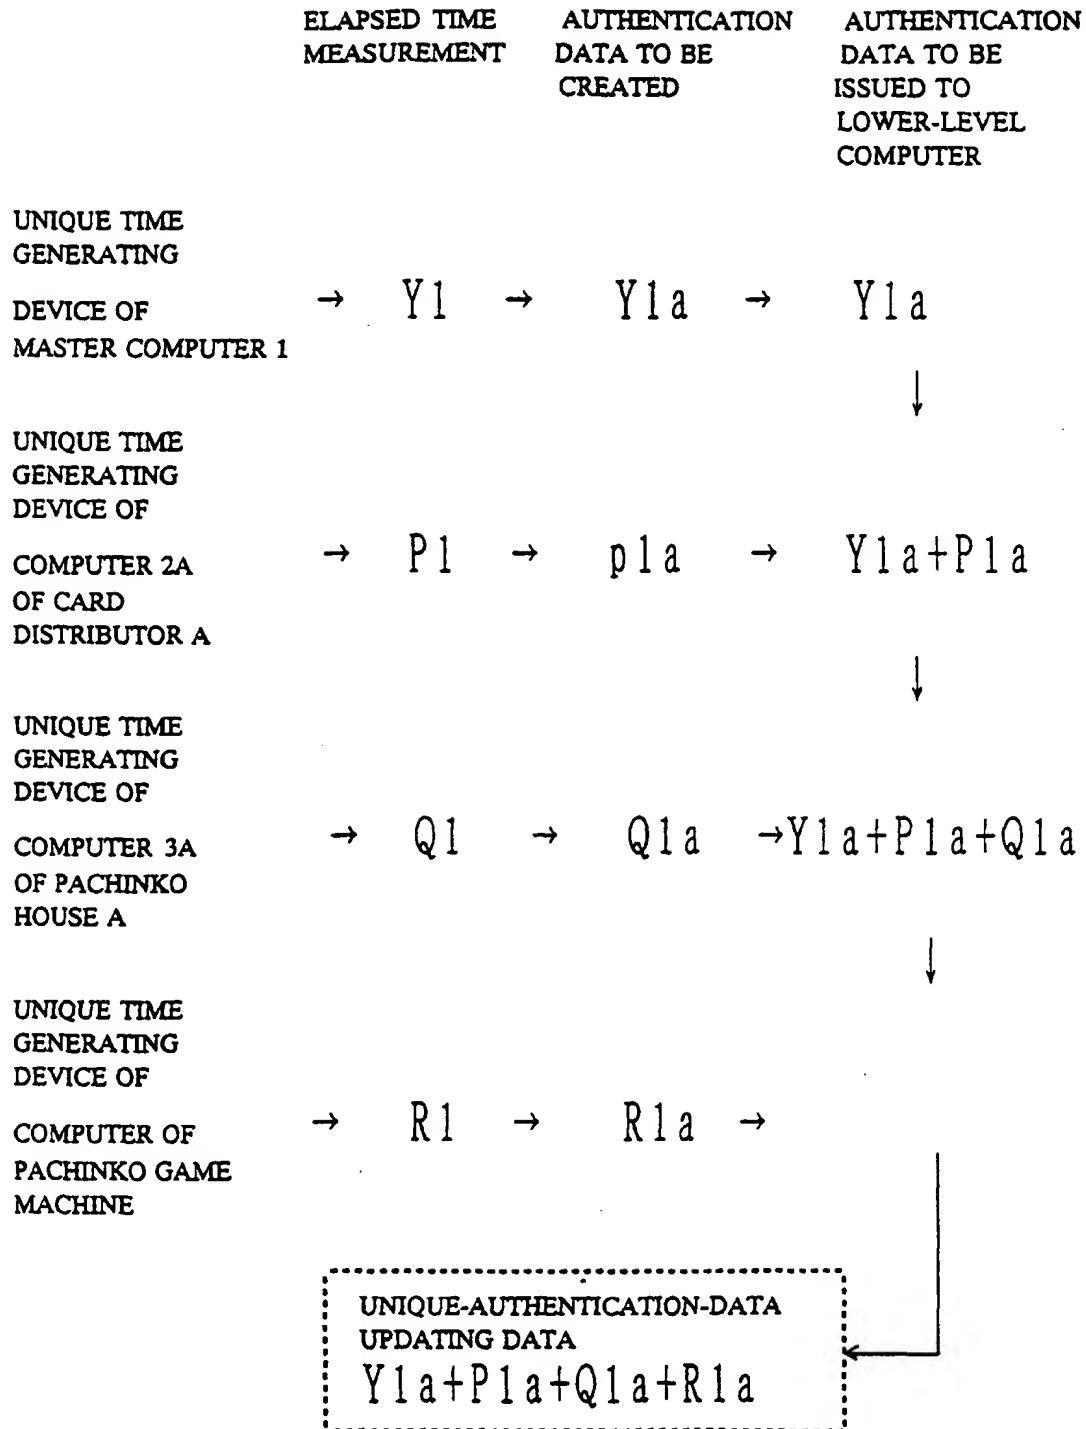 ELAPSED TIME
MEASUREMENT
AUTHENTICATION
DATA TO BE
CREATED
AUTHENTICATION
DATA TO BE
ISSUED TO
LOWER-LEVEL
COMPUTER
UNIQUE TIME
GENERATING
DEVICE OF
MASTER COMPUTER 1
→ Y1 → Y1a → Y1a
↓
UNIQUE TIME
GENERATING
DEVICE OF
COMPUTER 2A
OF CARD
DISTRIBUTOR A
→ P1 → p1a → Y1a+P1a
↓
UNIQUE TIME
GENERATING
DEVICE OF
COMPUTER 3A
OF PACHINKO
HOUSE A
→ Q1 → Q1a →Y1a+P1a+Q1a
↓
UNIQUE TIME
GENERATING
DEVICE OF
COMPUTER OF
PACHINKO GAME
MACHINE
→ R1 → R1a →
UNIQUE-AUTHENTICATION-DATA
UPDATING DATA
Y1a+P1a+Q1a+R1a